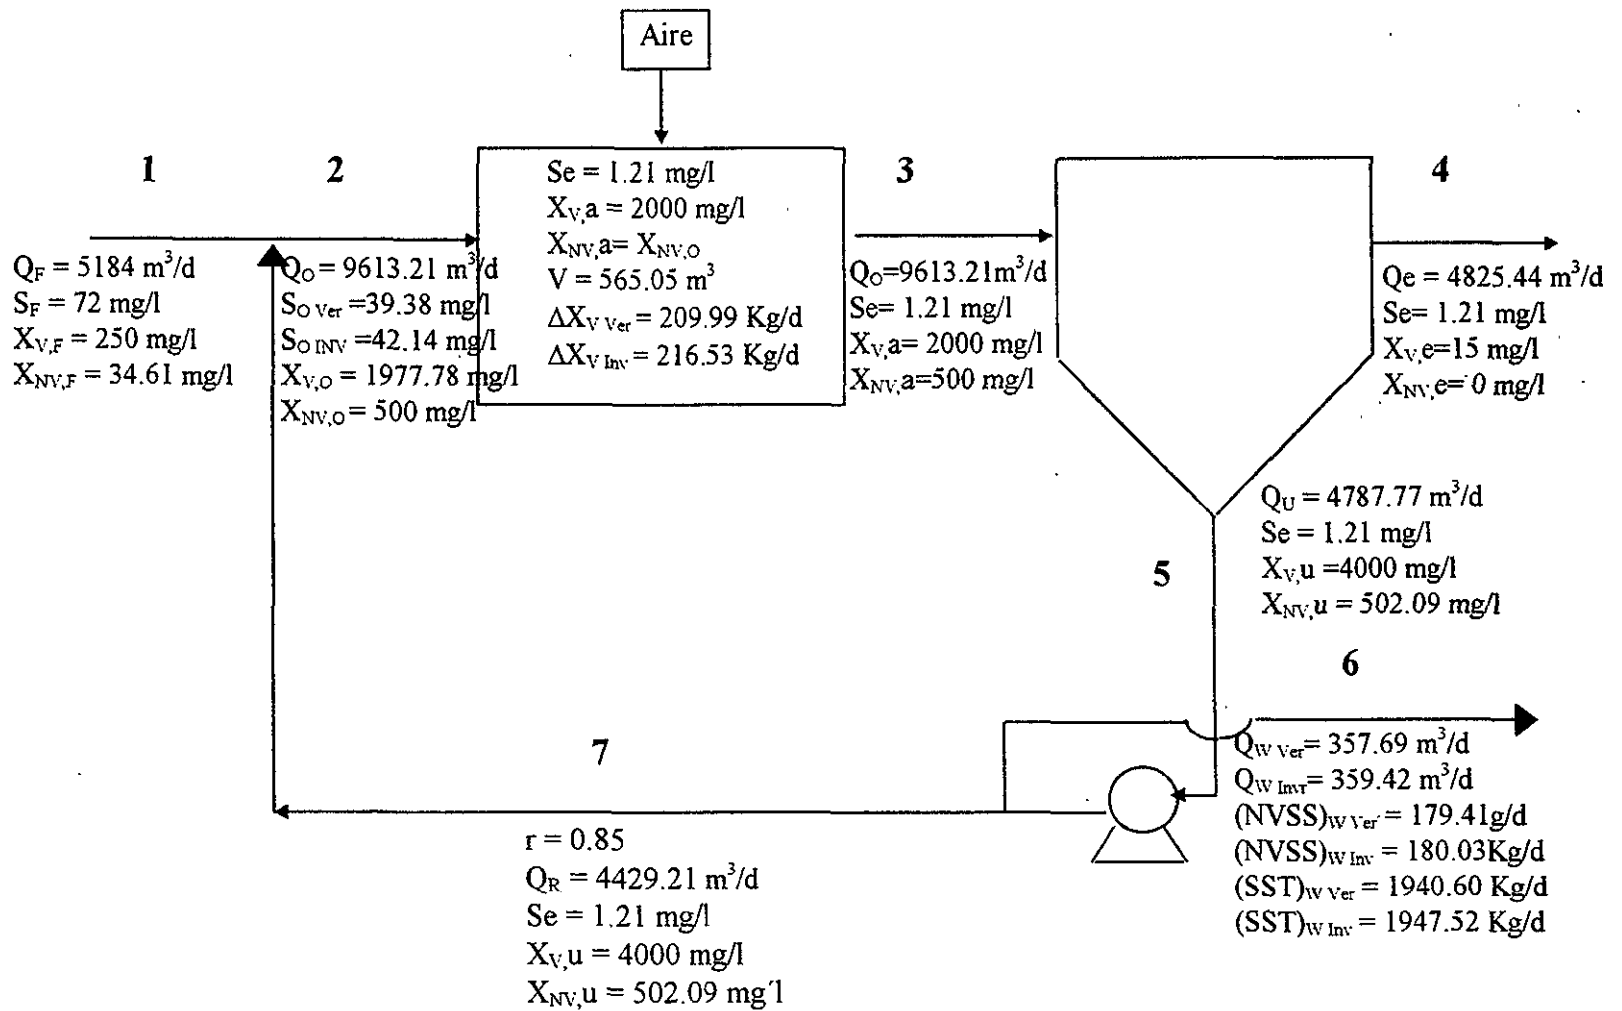 Aire
1
2
3
4
Se = 1.21 mg/l
X_V,a = 2000 mg/l
X_NV,a= X_NV,O
V = 565.05 m³
ΔX_V Ver = 209.99 Kg/d
ΔX_V Inv = 216.53 Kg/d
Q_F = 5184 m³/d
S_F = 72 mg/l
X_V,F = 250 mg/l
X_NV,F = 34.61 mg/l
Q_O = 9613.21 m³/d
S_O Ver =39.38 mg/l
S_O INV =42.14 mg/l
X_V,O = 1977.78 mg/l
X_NV,O = 500 mg/l
Q_O=9613.21m³/d
Se= 1.21 mg/l
X_V,a= 2000 mg/l
X_NV,a=500 mg/l
Qe = 4825.44 m³/d
Se= 1.21 mg/l
X_V,e=15 mg/l
X_NV,e= 0 mg/l
Q_U = 4787.77 m³/d
Se = 1.21 mg/l
X_V,u =4000 mg/l
X_NV,u = 502.09 mg/l
5
6
7
Q_W Ver= 357.69 m³/d
Q_W Invr= 359.42 m³/d
(NVSS)_W Ver = 179.41g/d
(NVSS)_W Inv = 180.03Kg/d
(SST)_W Ver = 1940.60 Kg/d
(SST)_W Inv = 1947.52 Kg/d
r = 0.85
Q_R = 4429.21 m³/d
Se = 1.21 mg/l
X_V,u = 4000 mg/l
X_NV,u = 502.09 mg/l